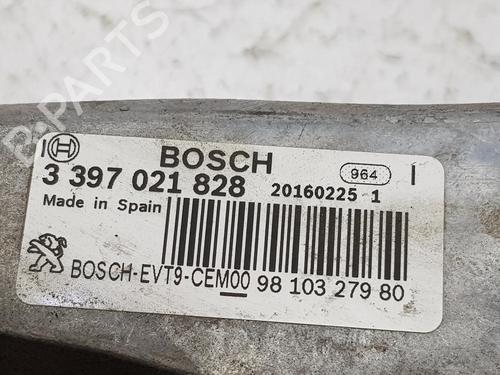 B-PARTS
BOSCH
964
3 397 021 828 20160225 1
Made in Spain
BOSCH-EVT9-CEM00 98 103 279 80